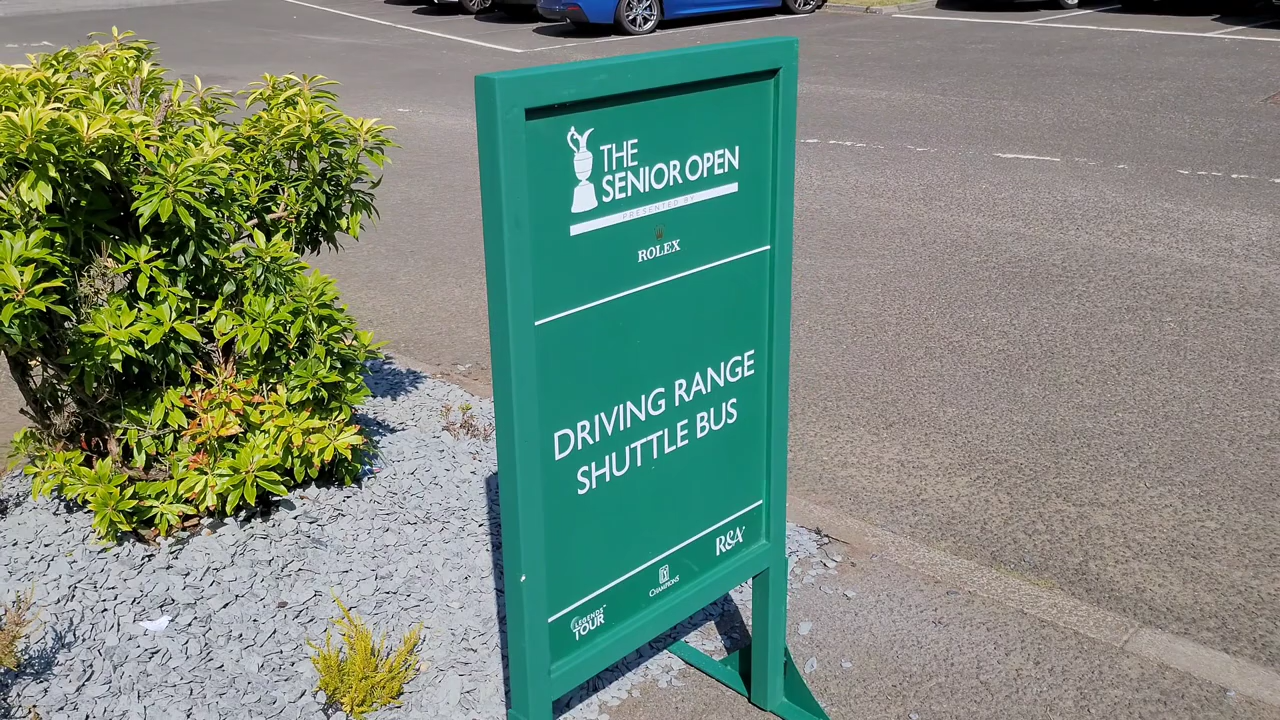 THE
SENIOR OPEN
PRESENTED BY
ROLEX
DRIVING RANGE
SHUTTLE BUS
R&A
CHAMPIONS
LEGENDS
TOUR